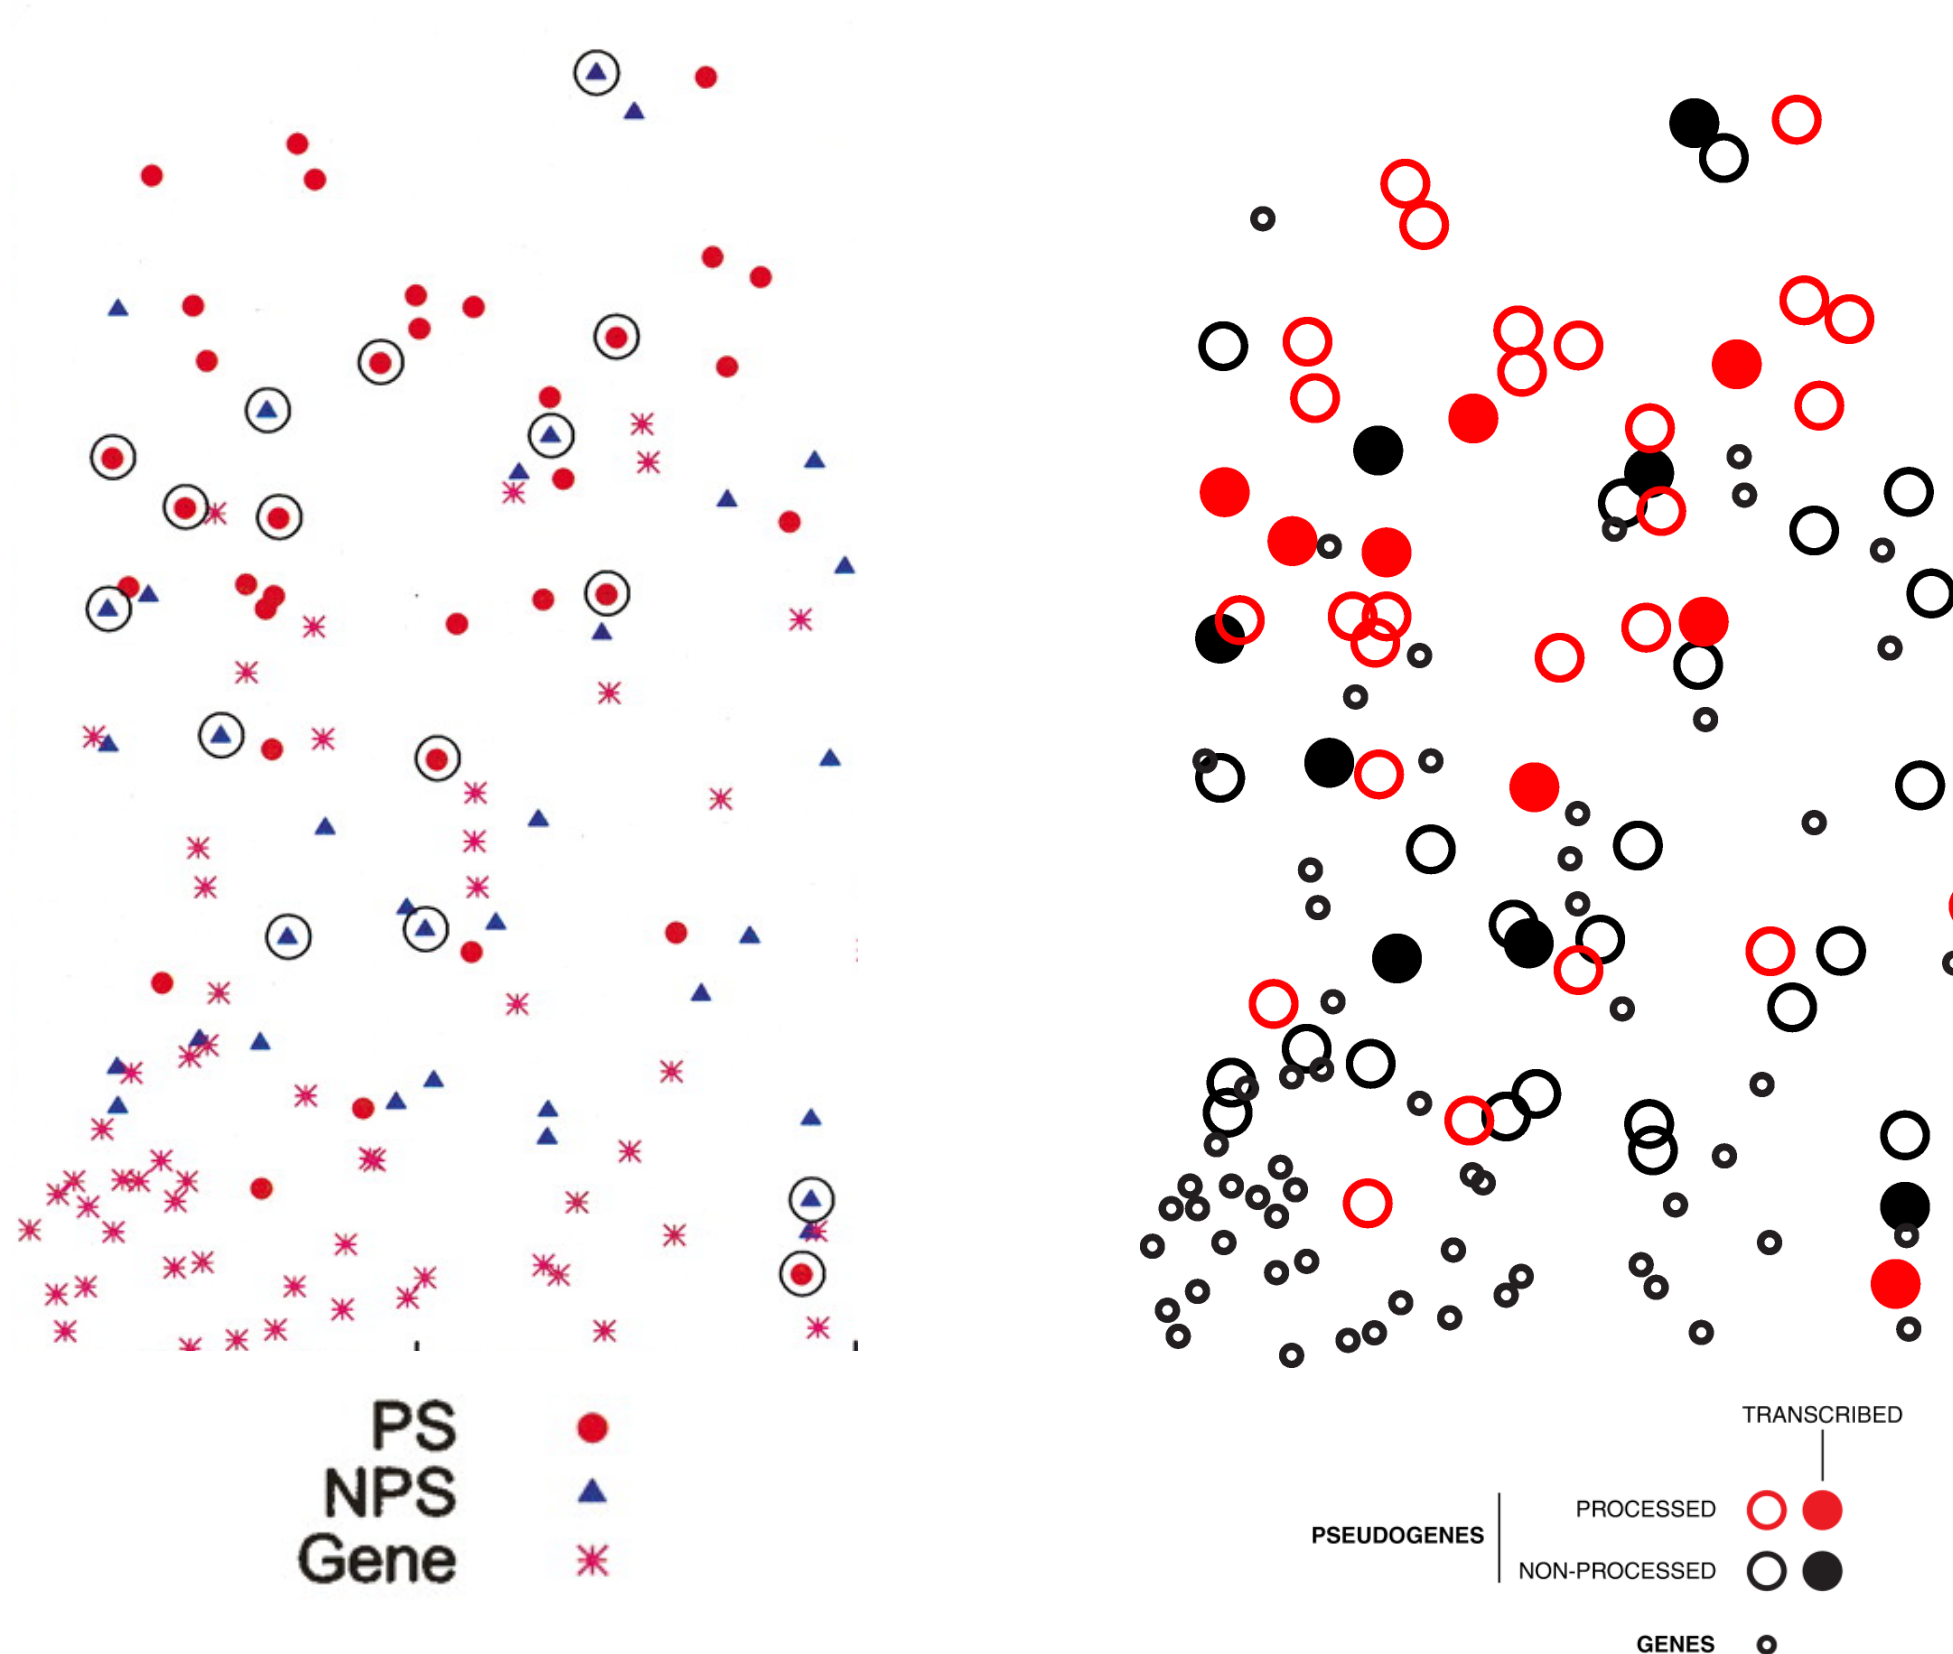 PS
NPS
Gene
TRANSCRIBED
PROCESSED
PSEUDOGENES
NON-PROCESSED
GENES